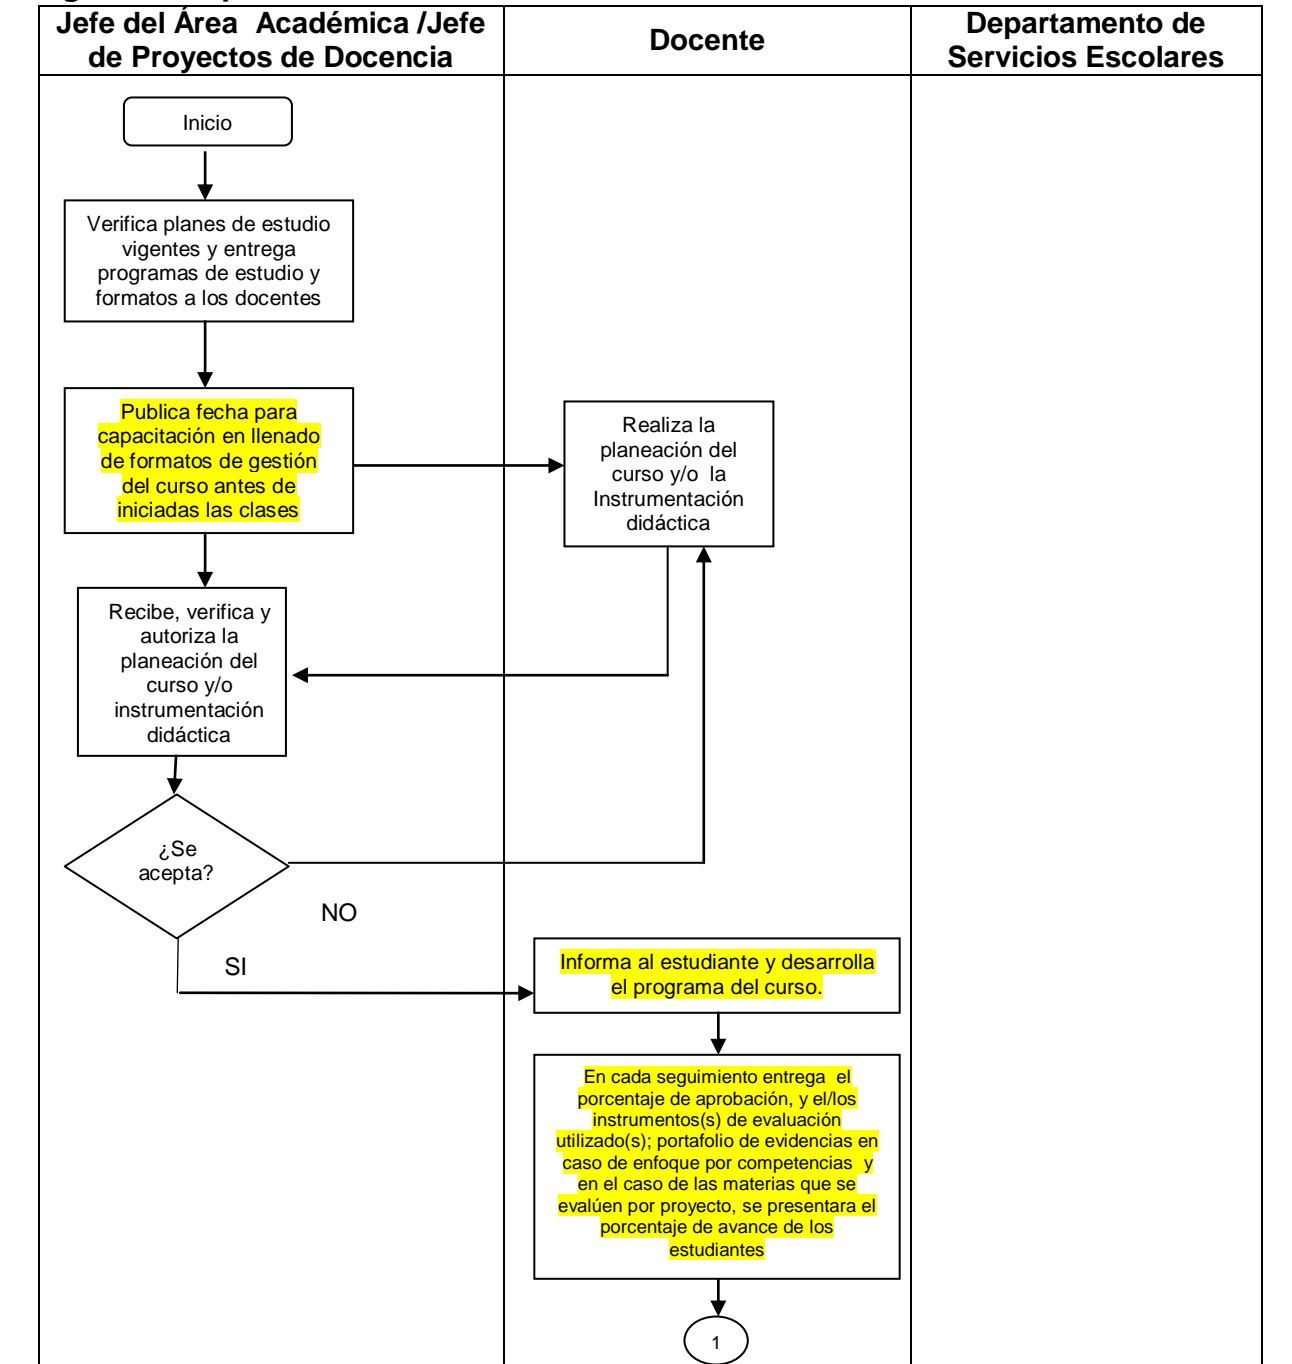 Jefe del Área  Académica /Jefe
de Proyectos de Docencia
Docente
Departamento de
Servicios Escolares
Inicio
Verifica planes de estudio
vigentes y entrega
programas de estudio y
formatos a los docentes
Publica fecha para
capacitación en llenado
de formatos de gestión
del curso antes de
iniciadas las clases
Realiza la
planeación del
curso y/o  la
Instrumentación
didáctica
Recibe, verifica y
autoriza la
planeación del
curso y/o
instrumentación
didáctica
¿Se
acepta?
NO
SI
Informa al estudiante y desarrolla
el programa del curso.
En cada seguimiento entrega  el
porcentaje de aprobación, y el/los
instrumentos(s) de evaluación
utilizado(s); portafolio de evidencias en
caso de enfoque por competencias  y
en el caso de las materias que se
evalúen por proyecto, se presentara el
porcentaje de avance de los
estudiantes
1